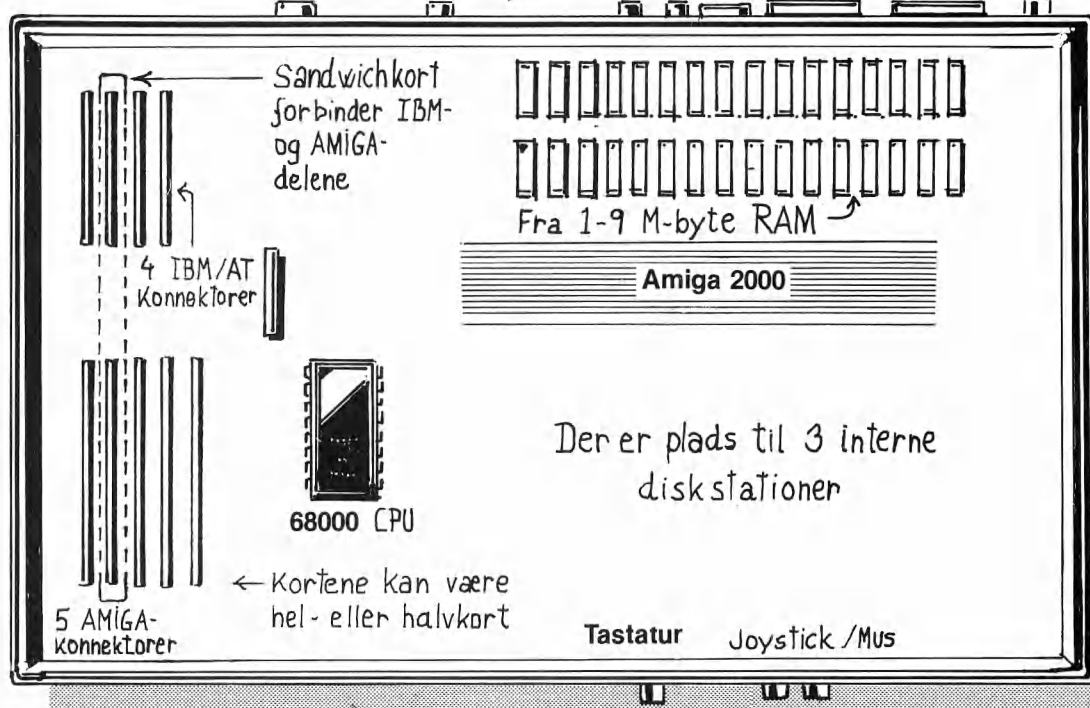 Sandwichkort
forbinder IBM-
og AMIGA-
delene
4 IBM/AT
Konnektorer
Fra 1-9 M-byte RAM
Amiga 2000
68000 CPU
Der er plads til 3 interne
diskstationer
Kortene kan være
hel- eller halvkort
5 AMIGA-
konnektorer
Tastatur Joystick/Mus